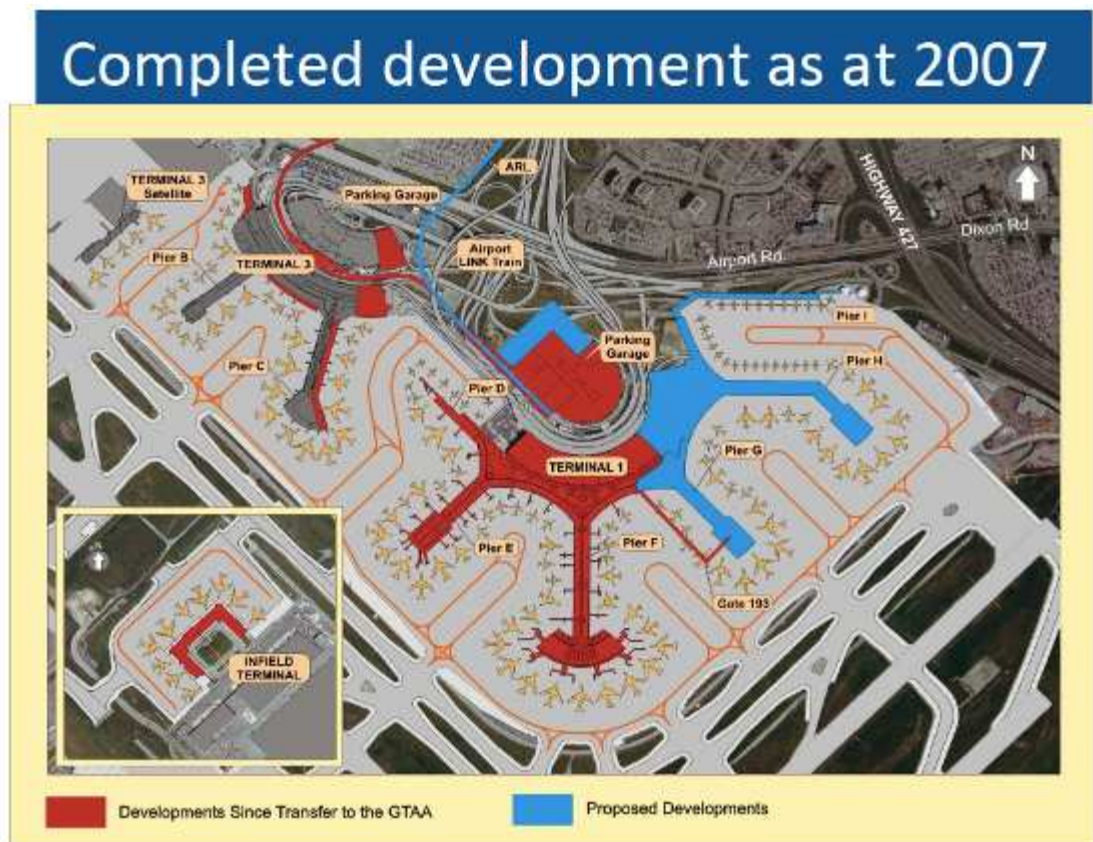 Completed development as at 2007
TERMINAL 3
Satellite
Parking Garage
ARL
N
HIGHWAY 427
Dixon Rd
Airport Rd
Pier B
TERMINAL 3
Airport
LINK Train
Pier I
Parking
Garage
Pier H
Pier C
Pier D
Pier G
TERMINAL 1
Pier E
Pier F
Gate 193
INFIELD
TERMINAL
Developments Since Transfer to the GTAA
Proposed Developments